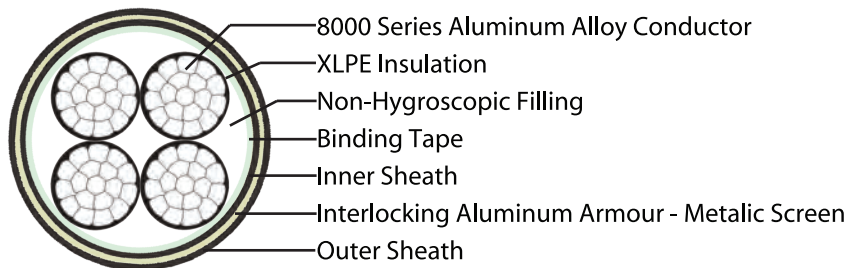 8000 Series Aluminum Alloy Conductor
XLPE Insulation
Non-Hygroscopic Filling
Binding Tape
Inner Sheath
Interlocking Aluminum Armour - Metalic Screen
Outer Sheath